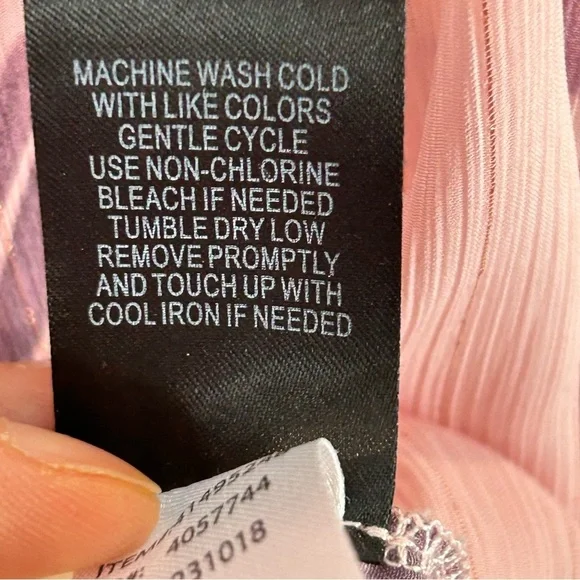 MACHINE WASH COLD
WITH LIKE COLORS
GENTLE CYCLE
USE NON-CHLORINE
BLEACH IF NEEDED
TUMBLE DRY LOW
REMOVE PROMPTLY
AND TOUCH UP WITH
COOL IRON IF NEEDED
4057744
031018